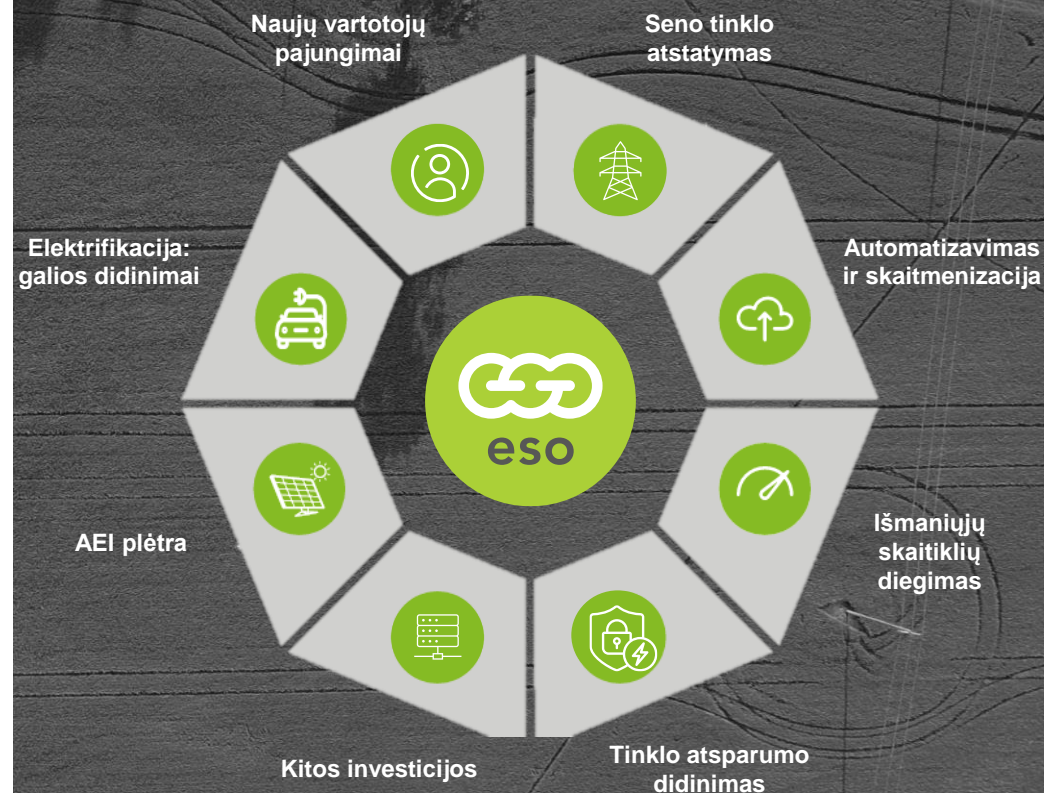 Naujų vartotojų
pajungimai
Seno tinklo
atstatymas
Elektrifikacija:
galios didinimai
Automatizavimas
ir skaitmenizacija
eso
AEI plėtra
Išmaniųjų
skaitiklių
diegimas
Kitos investicijos
Tinklo atsparumo
didinimas